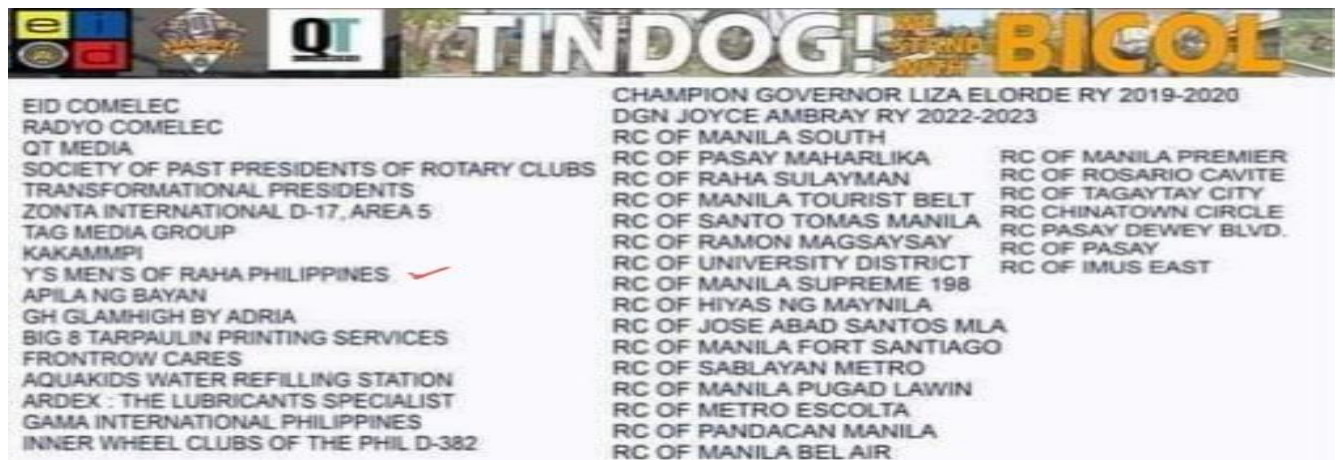 eid
QT
TINDOG! WE STAND WITH BICOL
EID COMELEC
RADYO COMELEC
QT MEDIA
SOCIETY OF PAST PRESIDENTS OF ROTARY CLUBS
TRANSFORMATIONAL PRESIDENTS
ZONTA INTERNATIONAL D-17, AREA 5
TAG MEDIA GROUP
KAKAMMPI
Y'S MEN'S OF RAHA PHILIPPINES
APILA NG BAYAN
GH GLAMHIGH BY ADRIA
BIG 8 TARPAULIN PRINTING SERVICES
FRONTROW CARES
AQUAKIDS WATER REFILLING STATION
ARDEX : THE LUBRICANTS SPECIALIST
GAMA INTERNATIONAL PHILIPPINES
INNER WHEEL CLUBS OF THE PHIL D-382
CHAMPION GOVERNOR LIZA ELORDE RY 2019-2020
DGN JOYCE AMBRAY RY 2022-2023
RC OF MANILA SOUTH
RC OF PASAY MAHARLIKA
RC OF RAHA SULAYMAN
RC OF MANILA TOURIST BELT
RC OF SANTO TOMAS MANILA
RC OF RAMON MAGSAYSAY
RC OF UNIVERSITY DISTRICT
RC OF MANILA SUPREME 198
RC OF HIYAS NG MAYNILA
RC OF JOSE ABAD SANTOS MLA
RC OF MANILA FORT SANTIAGO
RC OF SABLAYAN METRO
RC OF MANILA PUGAD LAWIN
RC OF METRO ESCOLTA
RC OF PANDACAN MANILA
RC OF MANILA BEL AIR
RC OF MANILA PREMIER
RC OF ROSARIO CAVITE
RC OF TAGAYTAY CITY
RC CHINATOWN CIRCLE
RC PASAY DEWEY BLVD.
RC OF PASAY
RC OF IMUS EAST